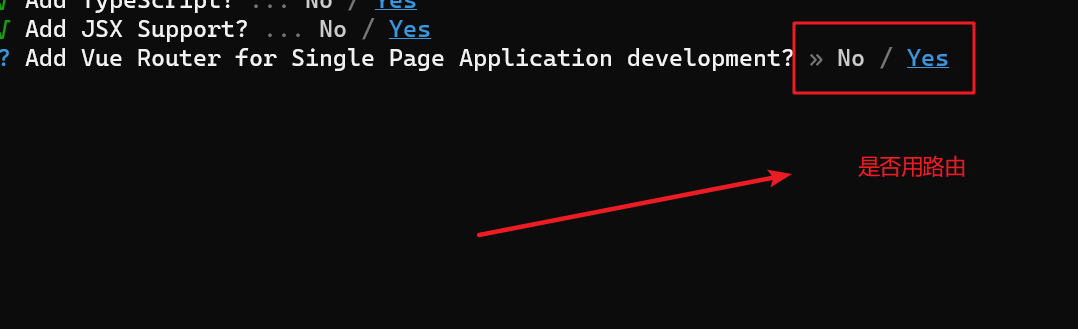 √ Add TypeScript? ... No / Yes
√ Add JSX Support? ... No / Yes
? Add Vue Router for Single Page Application development? » No / Yes
是否用路由